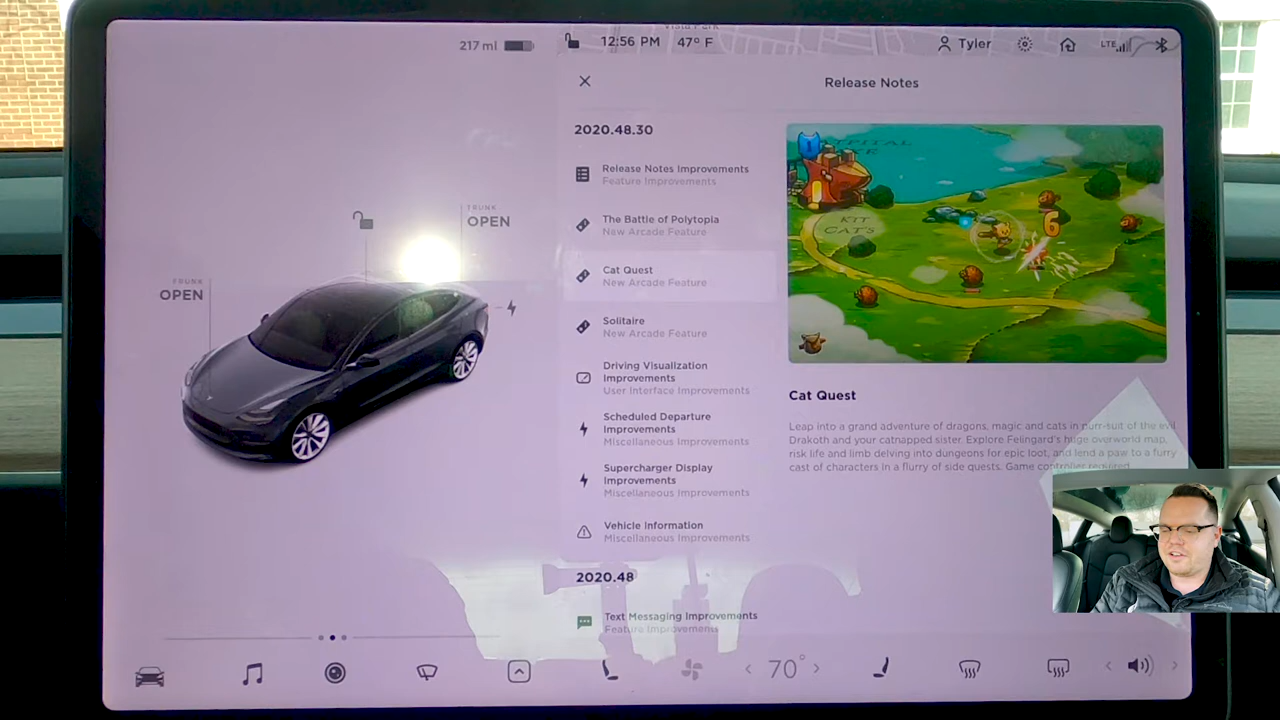 Vista Park
217 mi
12:56 PM
47° F
Tyler
LTE
Release Notes
2020.48.30
Release Notes Improvements
Feature Improvements
The Battle of Polytopia
New Arcade Feature
Cat Quest
New Arcade Feature
Solitaire
New Arcade Feature
Driving Visualization
Improvements
User Interface Improvements
Scheduled Departure
Improvements
Miscellaneous Improvements
Supercharger Display
Improvements
Miscellaneous Improvements
Vehicle Information
Miscellaneous Improvements
2020.48
Text Messaging Improvements
Feature Improvements
TRUNK
OPEN
TRUNK
OPEN
KIT
CATS
6
Cat Quest
Leap into a grand adventure of dragons, magic and cats in purr-suit of the evil
Drakoth and your catnapped sister. Explore Felingard's huge overworld map,
risk life and limb delving into dungeons for epic loot, and lend a paw to a furry
cast of characters in a flurry of side quests. Game controller required.
70°